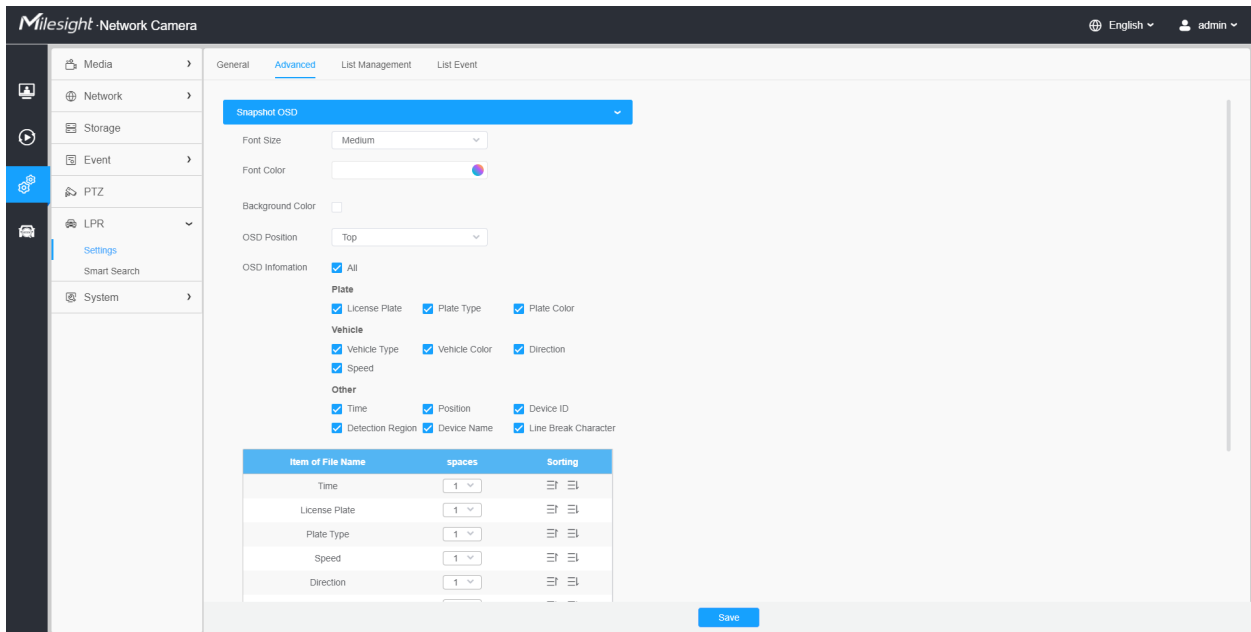 Milesight · Network Camera
English
admin
Media
Network
Storage
Event
PTZ
LPR
Settings
Smart Search
System
General Advanced List Management List Event
Snapshot OSD
Font Size Medium
Font Color
Background Color
OSD Position Top
OSD Infomation All
Plate
License Plate Plate Type Plate Color
Vehicle
Vehicle Type Vehicle Color Direction
Speed
Other
Time Position Device ID
Detection Region Device Name Line Break Character
Item of File Name spaces Sorting
Time 1
License Plate 1
Plate Type 1
Speed 1
Direction 1
Save